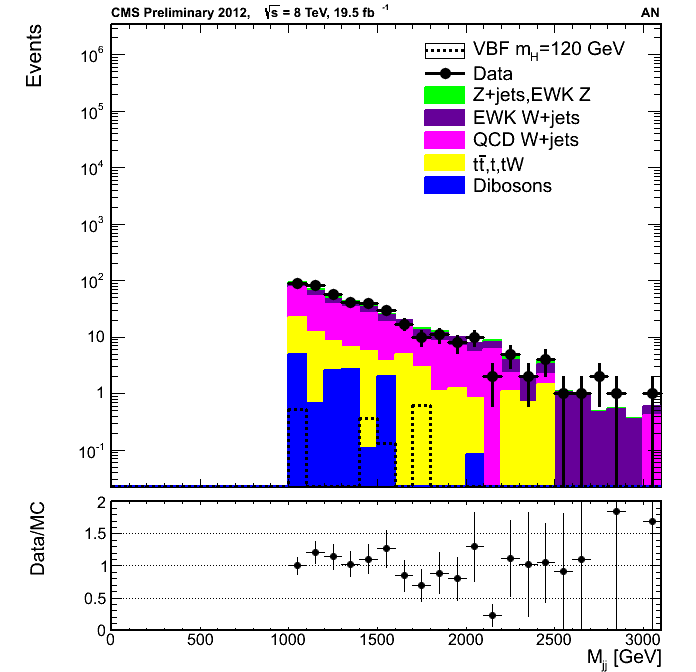 CMS Preliminary 2012, √s = 8 TeV, 19.5 fb⁻¹ AN
Events
VBF m_H=120 GeV
Data
Z+jets,EWK Z
EWK W+jets
QCD W+jets
tt̄,t,tW
Dibosons
10⁶
10⁵
10⁴
10³
10²
10
1
10⁻¹
Data/MC
2
1.5
1
0.5
0
0 500 1000 1500 2000 2500 3000
M_jj [GeV]